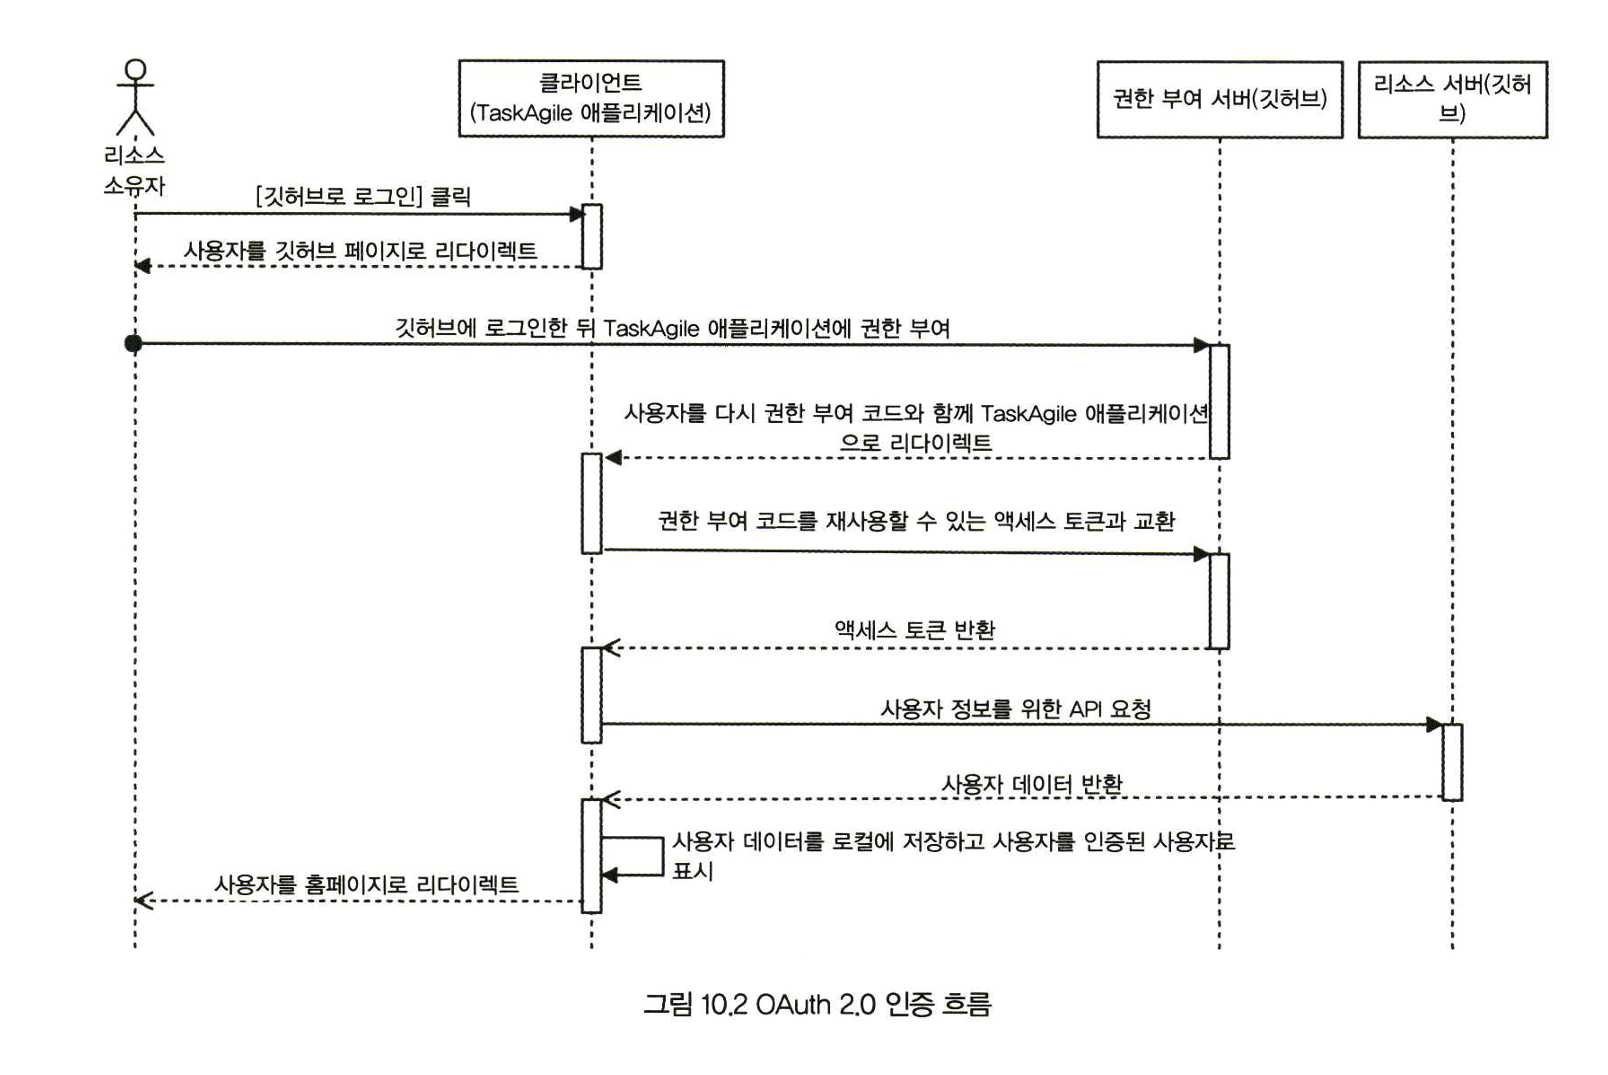 클라이언트
(TaskAgile 애플리케이션)
권한 부여 서버(깃허브)
리소스 서버(깃허
브)
리소스
소유자
[깃허브로 로그인] 클릭
사용자를 깃허브 페이지로 리다이렉트
깃허브에 로그인한 뒤 TaskAgile 애플리케이션에 권한 부여
사용자를 다시 권한 부여 코드와 함께 TaskAgile 애플리케이션
으로 리다이렉트
권한 부여 코드를 재사용할 수 있는 액세스 토큰과 교환
액세스 토큰 반환
사용자 정보를 위한 API 요청
사용자 데이터 반환
사용자 데이터를 로컬에 저장하고 사용자를 인증된 사용자로
표시
사용자를 홈페이지로 리다이렉트
그림 10.2 OAuth 2.0 인증 흐름